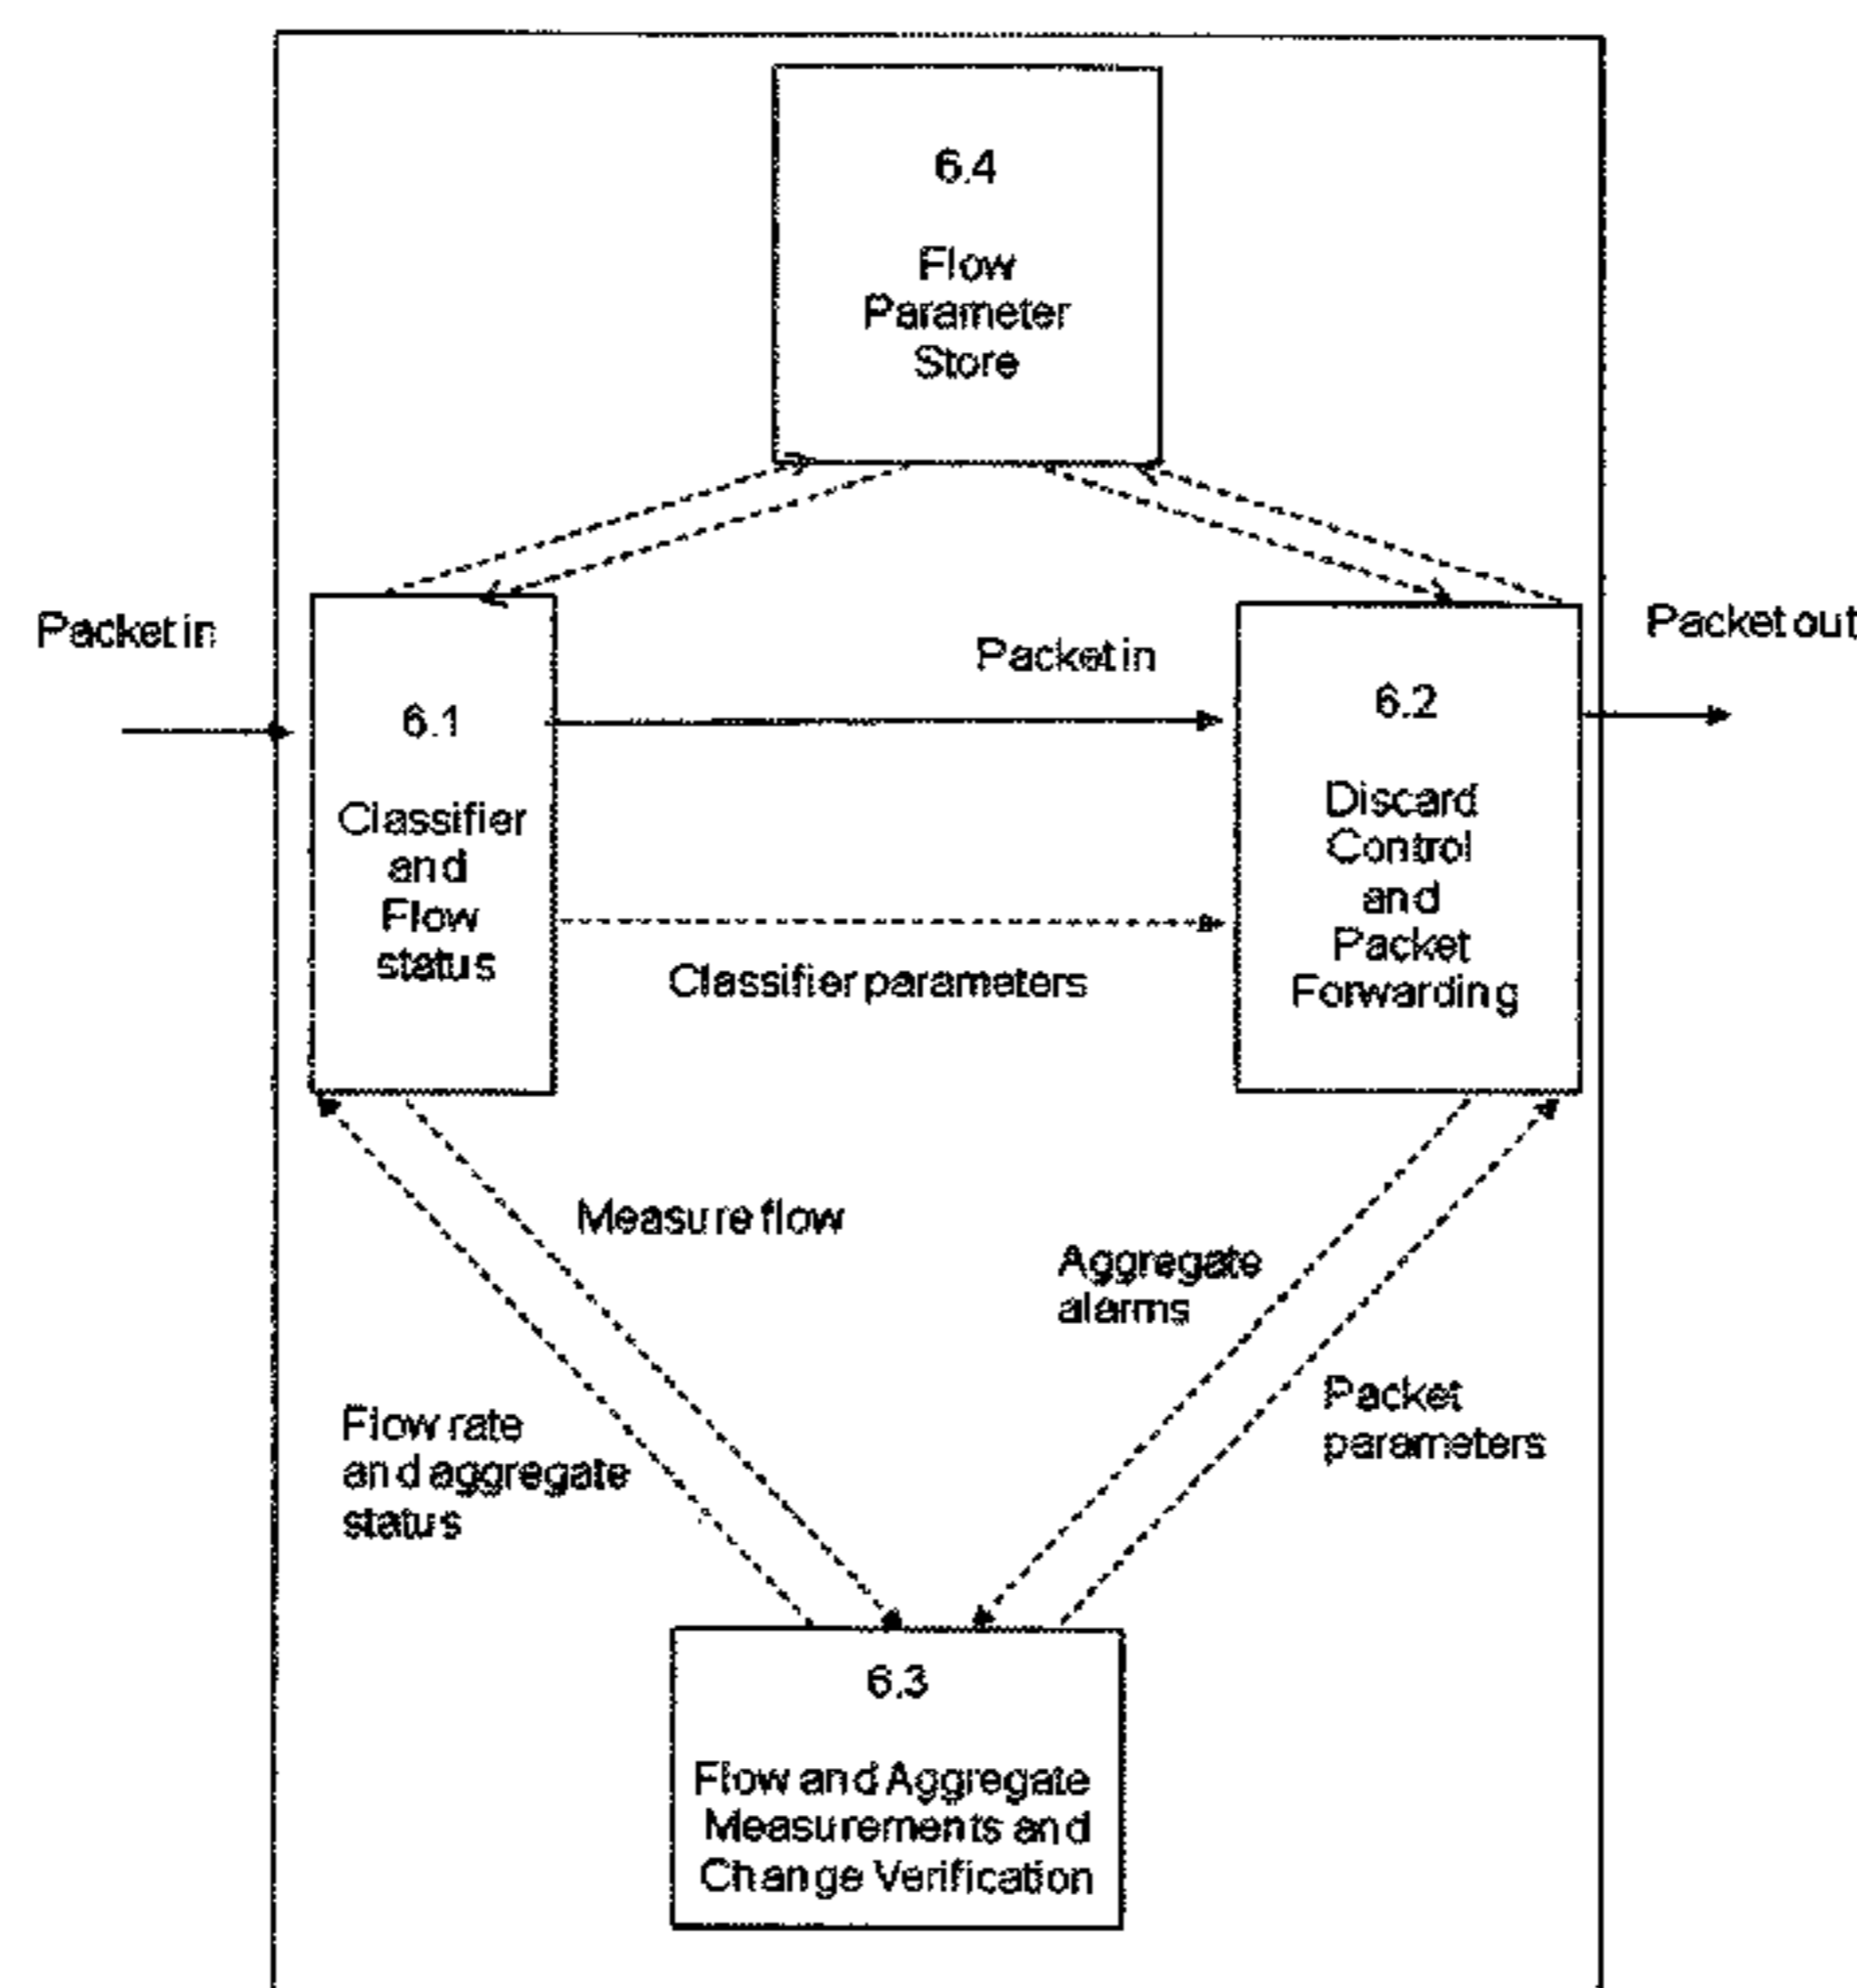 6.4
Flow
Parameter
Store
Packet in
Packet in
Packet out
6.1
Classifier
and
Flow
status
6.2
Discard
Control
and
Packet
Forwarding
Classifier parameters
Measure flow
Aggregate
alarms
Packet
parameters
Flow rate
and aggregate
status
6.3
Flow and Aggregate
Measurements and
Change Verification